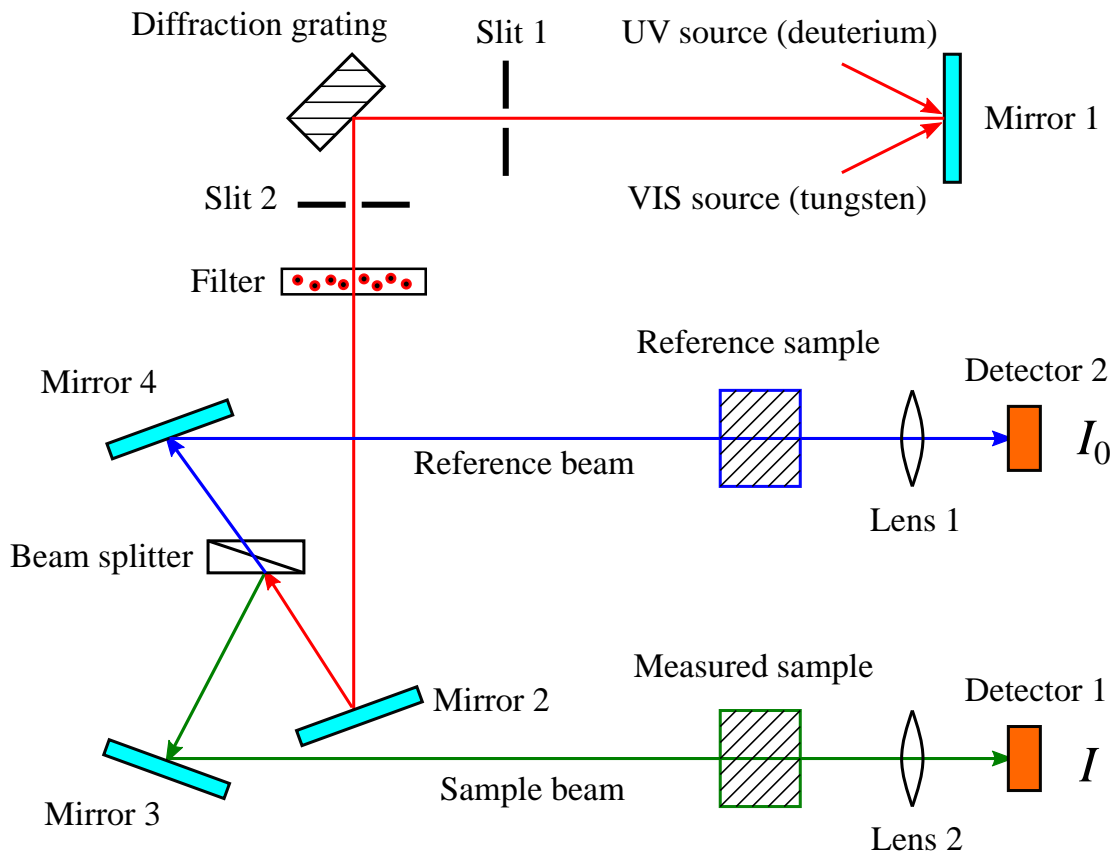 Diffraction grating
Slit 1
UV source (deuterium)
Mirror 1
VIS source (tungsten)
Slit 2
Filter
Reference sample
Detector 2
Mirror 4
I0
Reference beam
Lens 1
Beam splitter
Measured sample
Detector 1
Mirror 2
I
Sample beam
Mirror 3
Lens 2